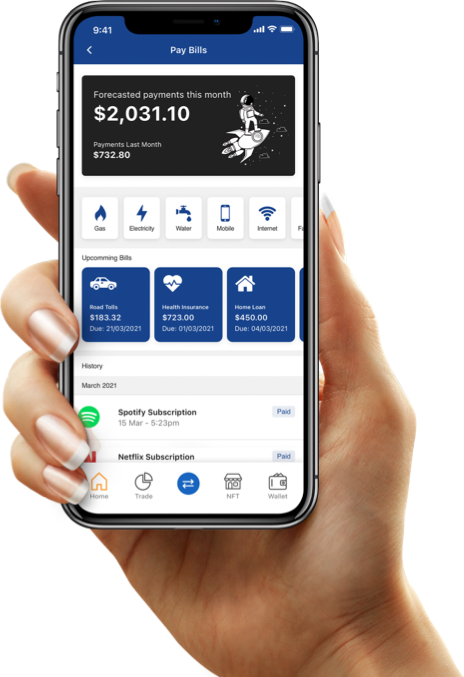 9:41
Pay Bills
Forecasted payments this month
$2,031.10
Payments Last Month
$732.80
Gas
Electricity
Water
Mobile
Internet
Upcomming Bills
Road Tolls
$183.32
Due: 21/03/2021
Health Insurance
$723.00
Due: 01/03/2021
Home Loan
$450.00
Due: 04/03/2021
History
March 2021
Spotify Subscription
Paid
15 Mar - 5:23pm
Netflix Subscription
Paid
Home
Trade
NFT
Wallet